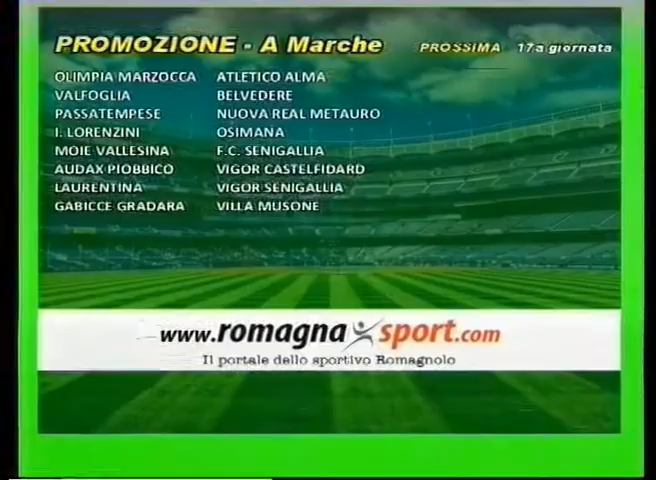 PROMOZIONE - A Marche PROSSIMA 17a giornata
OLIMPIA MARZOCCA ATLETICO ALMA
VALFOGLIA BELVEDERE
PASSATEMPESE NUOVA REAL METAURO
I. LORENZINI OSIMANA
MOIE VALLESINA F.C. SENIGALLIA
AUDAX PIOBBICO VIGOR CASTELFIDARD
LAURENTINA VIGOR SENIGALLIA
GABICCE GRADARA VILLA MUSONE
www.romagnasport.com
Il portale dello sportivo Romagnolo